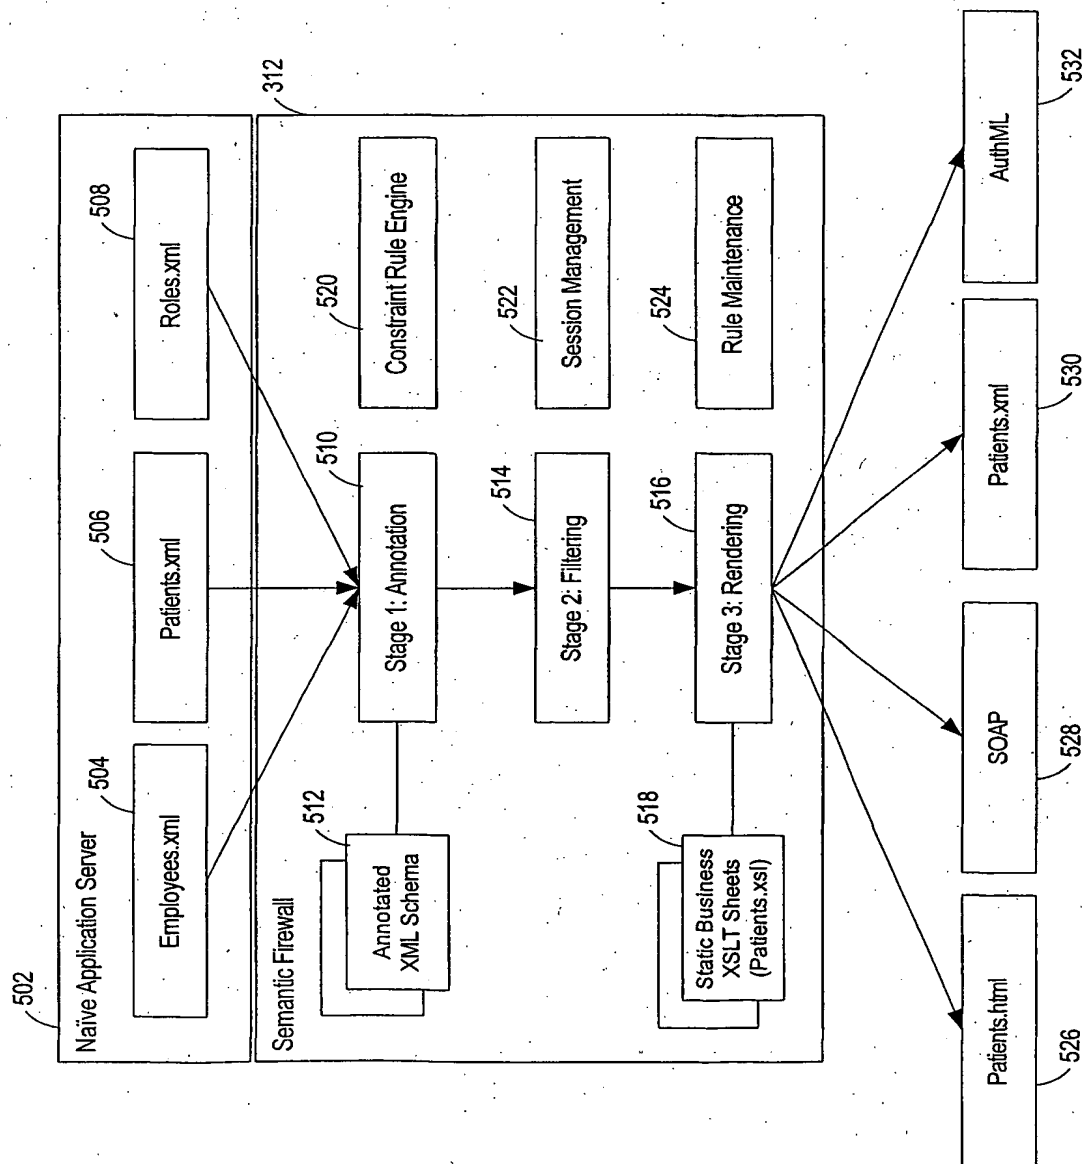 502
Naïve Application Server
504
Employees.xml
506
Patients.xml
508
Roles.xml
312
Semantic Firewall
512
Annotated
XML Schema
510
Stage 1: Annotation
520
Constraint Rule Engine
514
Stage 2: Filtering
522
Session Management
518
Static Business
XSLT Sheets
(Patients.xsl)
516
Stage 3: Rendering
524
Rule Maintenance
Patients.html
526
SOAP
528
Patients.xml
530
AuthML
532